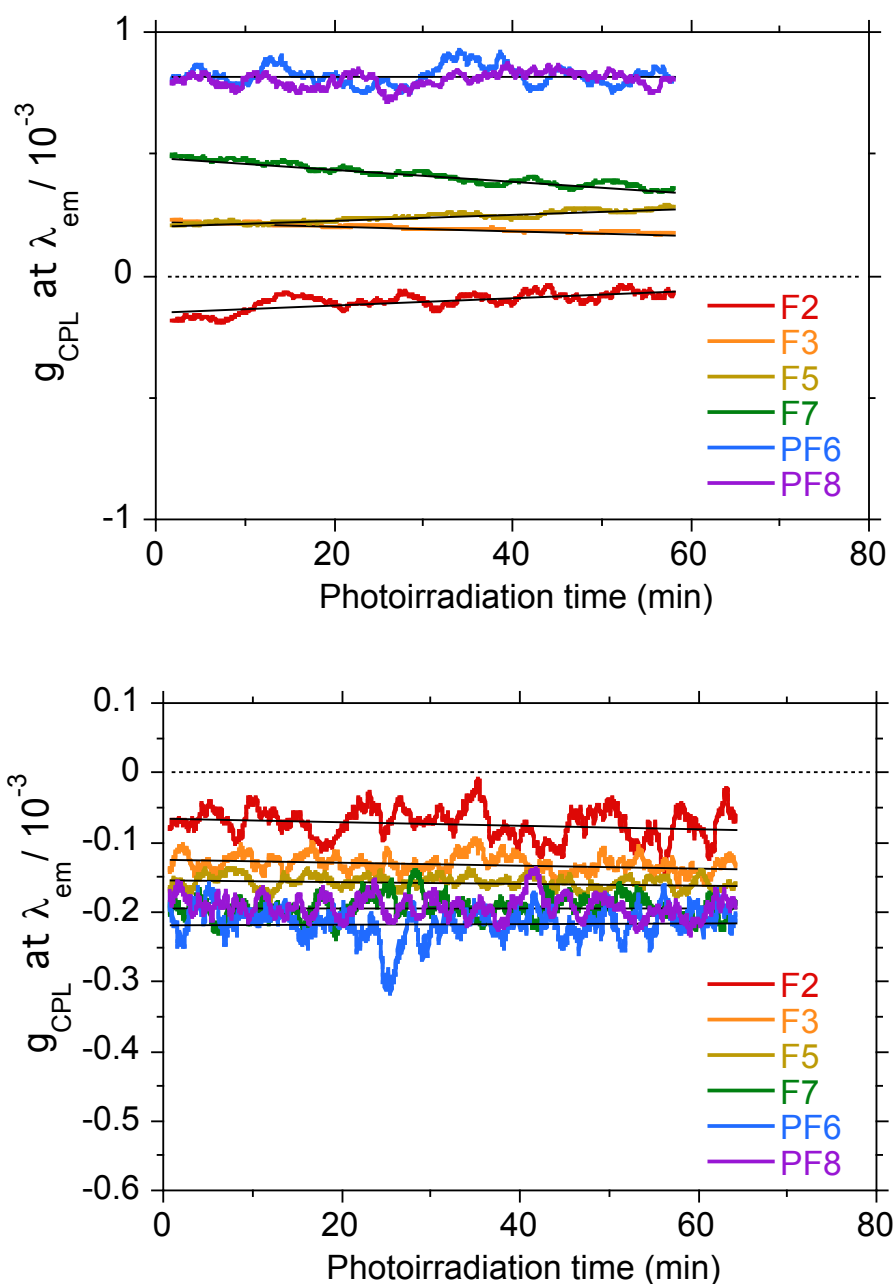 1
0
-1
g_CPL at λ_em / 10^-3
F2
F3
F5
F7
PF6
PF8
0 20 40 60 80
Photoirradiation time (min)
0.1
0
-0.1
-0.2
-0.3
-0.4
-0.5
-0.6
g_CPL at λ_em / 10^-3
F2
F3
F5
F7
PF6
PF8
0 20 40 60 80
Photoirradiation time (min)